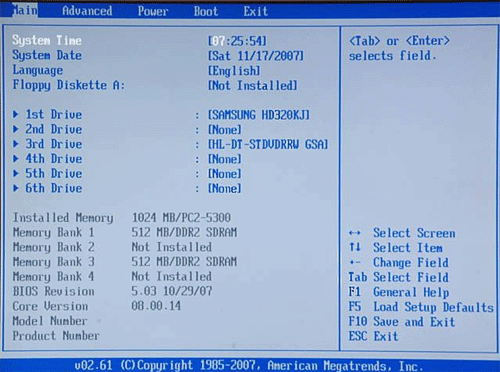 Main Advanced Power Boot Exit
System Time [07:25:54]
System Date [Sat 11/17/2007]
Language [English]
Floppy Diskette A: [Not Installed]
▶ 1st Drive : [SAMSUNG HD320KJ]
▶ 2nd Drive : [None]
▶ 3rd Drive : [HL-DT-STDVDRRW GSA]
▶ 4th Drive : [None]
▶ 5th Drive : [None]
▶ 6th Drive : [None]
Installed Memory 1024 MB/PC2-5300
Memory Bank 1 512 MB/DDR2 SDRAM
Memory Bank 2 Not Installed
Memory Bank 3 512 MB/DDR2 SDRAM
Memory Bank 4 Not Installed
BIOS Revision 5.03 10/29/07
Core Version 08.00.14
Model Number
Product Number
<Tab> or <Enter>
selects field.
↔ Select Screen
↑↓ Select Item
+- Change Field
Tab Select Field
F1 General Help
F5 Load Setup Defaults
F10 Save and Exit
ESC Exit
v02.61 (C)Copyright 1985-2007, American Megatrends, Inc.